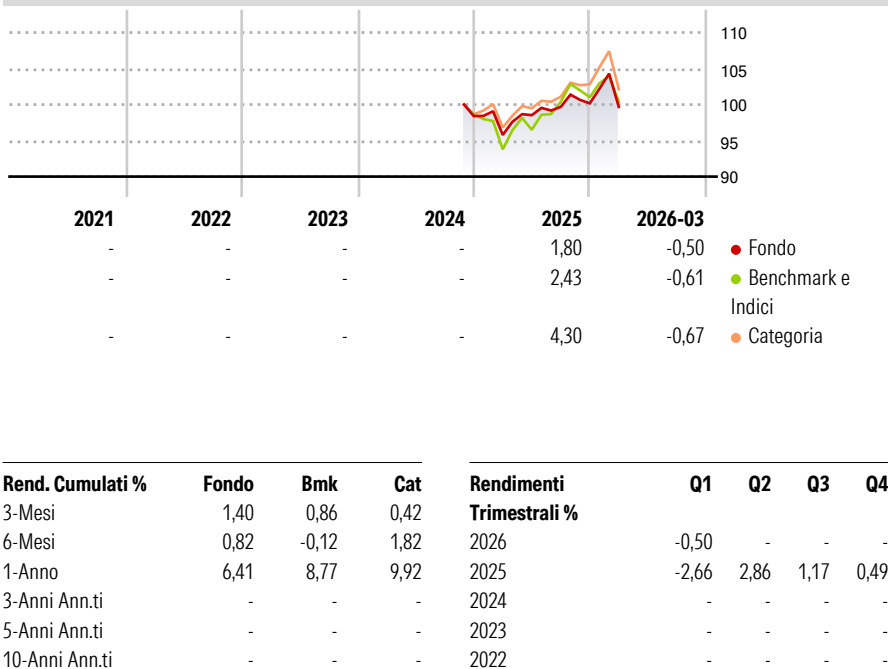 110
105
100
95
90
2021 2022 2023 2024 2025 2026-03
- - - - 1,80 -0,50 Fondo
- - - - 2,43 -0,61 Benchmark e
Indici
- - - - 4,30 -0,67 Categoria
Rend. Cumulati % Fondo Bmk Cat
3-Mesi 1,40 0,86 0,42
6-Mesi 0,82 -0,12 1,82
1-Anno 6,41 8,77 9,92
3-Anni Ann.ti - - -
5-Anni Ann.ti - - -
10-Anni Ann.ti - - -
Rendimenti Q1 Q2 Q3 Q4
Trimestrali %
2026 -0,50 - - -
2025 -2,66 2,86 1,17 0,49
2024 - - - -
2023 - - - -
2022 - - - -